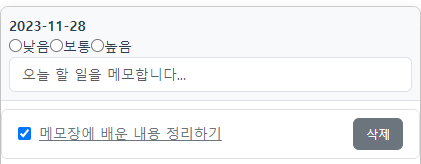 2023-11-28
낮음보통높음
오늘 할 일을 메모합니다...
메모장에 배운 내용 정리하기
삭제